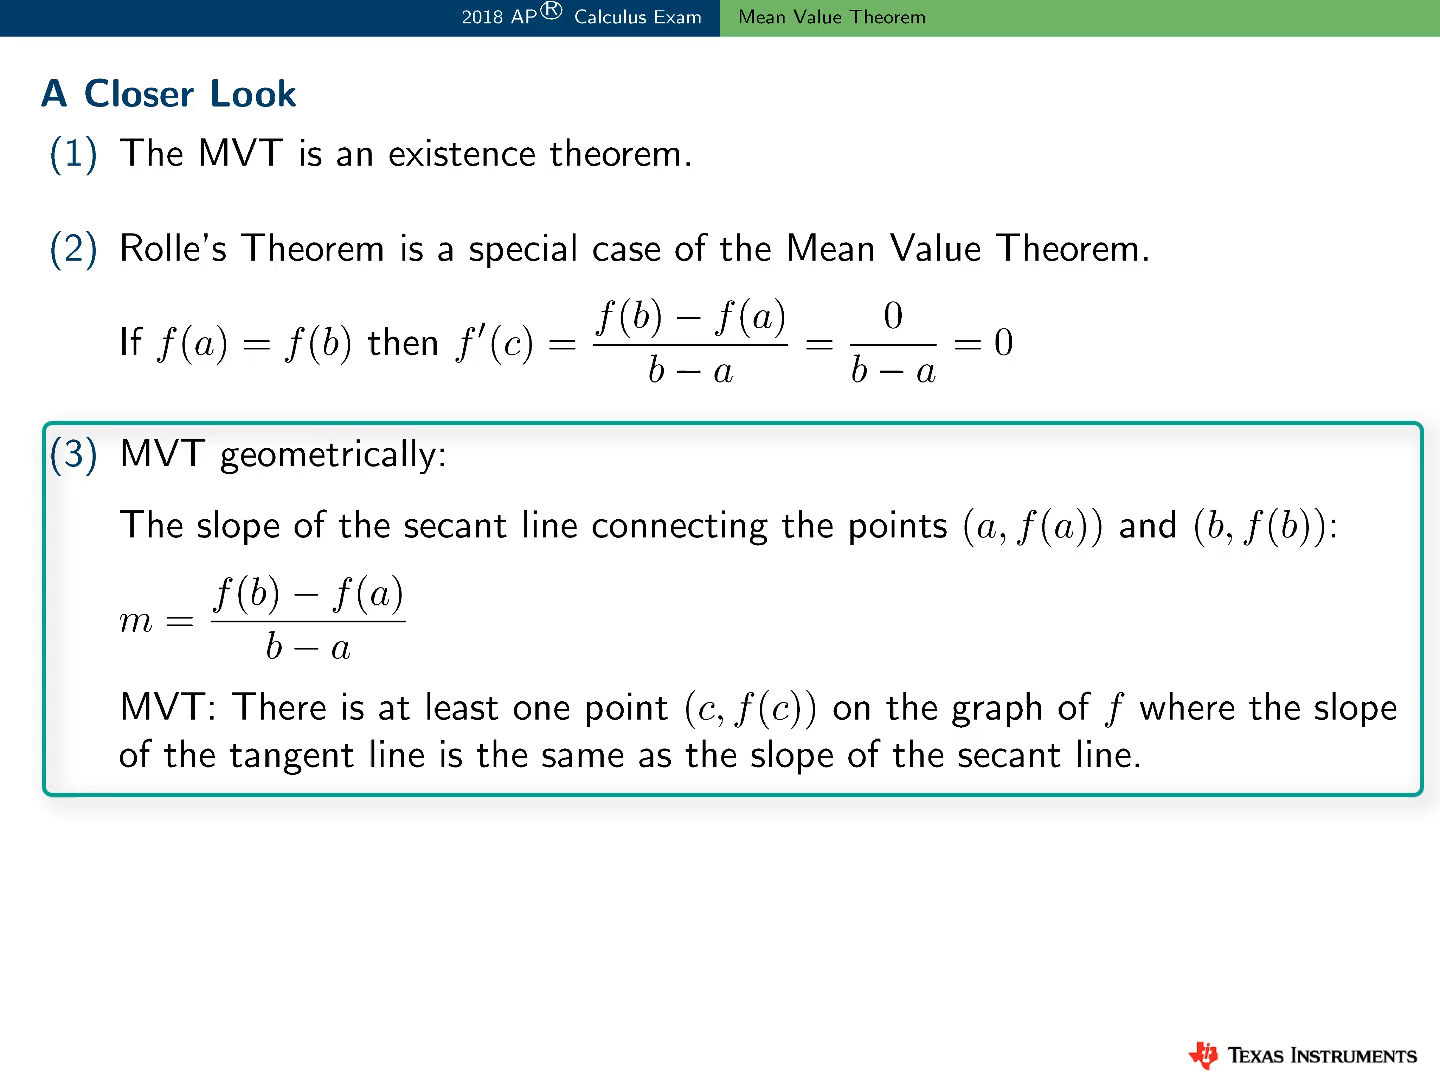 2018 AP® Calculus Exam Mean Value Theorem
A Closer Look
(1) The MVT is an existence theorem.
(2) Rolle's Theorem is a special case of the Mean Value Theorem.
If f(a) = f(b) then f′(c) = \frac{f(b) − f(a)}{b − a} = \frac{0}{b − a} = 0
(3) MVT geometrically:
The slope of the secant line connecting the points (a, f(a)) and (b, f(b)):
m = \frac{f(b) − f(a)}{b − a}
MVT: There is at least one point (c, f(c)) on the graph of f where the slope
of the tangent line is the same as the slope of the secant line.
TEXAS INSTRUMENTS